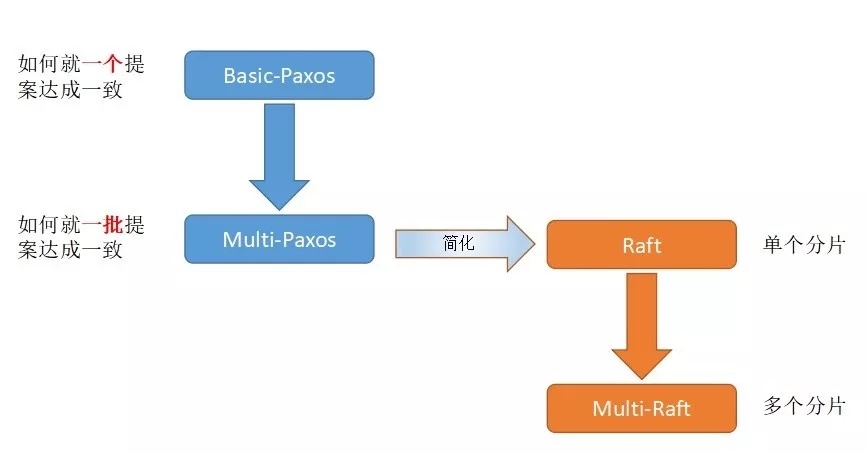 如何就一个提
案达成一致
Basic-Paxos
如何就一批提
案达成一致
Multi-Paxos
简化
Raft
单个分片
Multi-Raft
多个分片